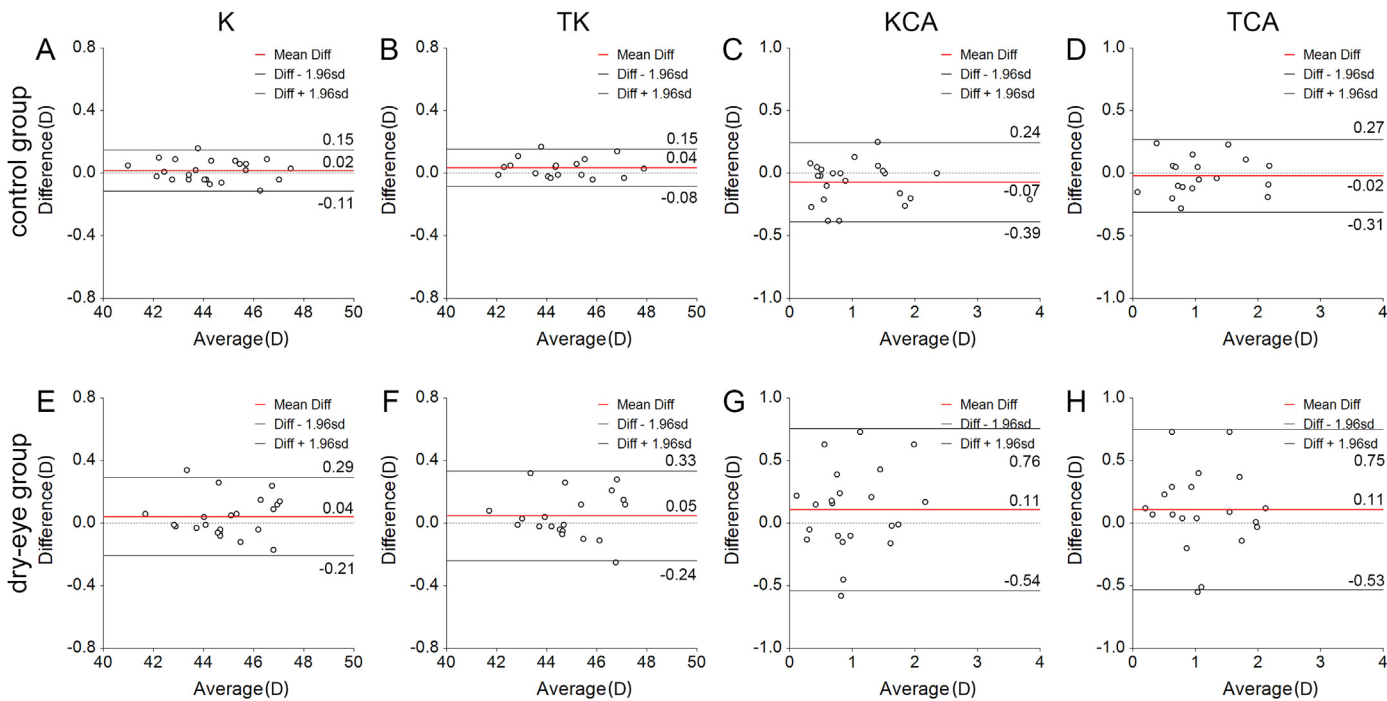 K
TK
KCA
TCA
control group
A
Difference (D)
0.8
0.4
0.0
-0.4
-0.8
Mean Diff
Diff - 1.96sd
Diff + 1.96sd
0.15
0.02
-0.11
40
42
44
46
48
50
Average (D)
B
Difference (D)
0.8
0.4
0.0
-0.4
-0.8
Mean Diff
Diff - 1.96sd
Diff + 1.96sd
0.15
0.04
-0.08
40
42
44
46
48
50
Average (D)
C
Difference (D)
1.0
0.5
0.0
-0.5
-1.0
Mean Diff
Diff - 1.96sd
Diff + 1.96sd
0.24
-0.07
-0.39
0
1
2
3
4
Average (D)
D
Difference (D)
1.0
0.5
0.0
-0.5
-1.0
Mean Diff
Diff - 1.96sd
Diff + 1.96sd
0.27
-0.02
-0.31
0
1
2
3
4
Average (D)
dry-eye group
E
Difference (D)
0.8
0.4
0.0
-0.4
-0.8
Mean Diff
Diff - 1.96sd
Diff + 1.96sd
0.29
0.04
-0.21
40
42
44
46
48
50
Average (D)
F
Difference (D)
0.8
0.4
0.0
-0.4
-0.8
Mean Diff
Diff - 1.96sd
Diff + 1.96sd
0.33
0.05
-0.24
40
42
44
46
48
50
Average (D)
G
Difference (D)
1.0
0.5
0.0
-0.5
-1.0
Mean Diff
Diff - 1.96sd
Diff + 1.96sd
0.76
0.11
-0.54
0
1
2
3
4
Average (D)
H
Difference (D)
1.0
0.5
0.0
-0.5
-1.0
Mean Diff
Diff - 1.96sd
Diff + 1.96sd
0.75
0.11
-0.53
0
1
2
3
4
Average (D)